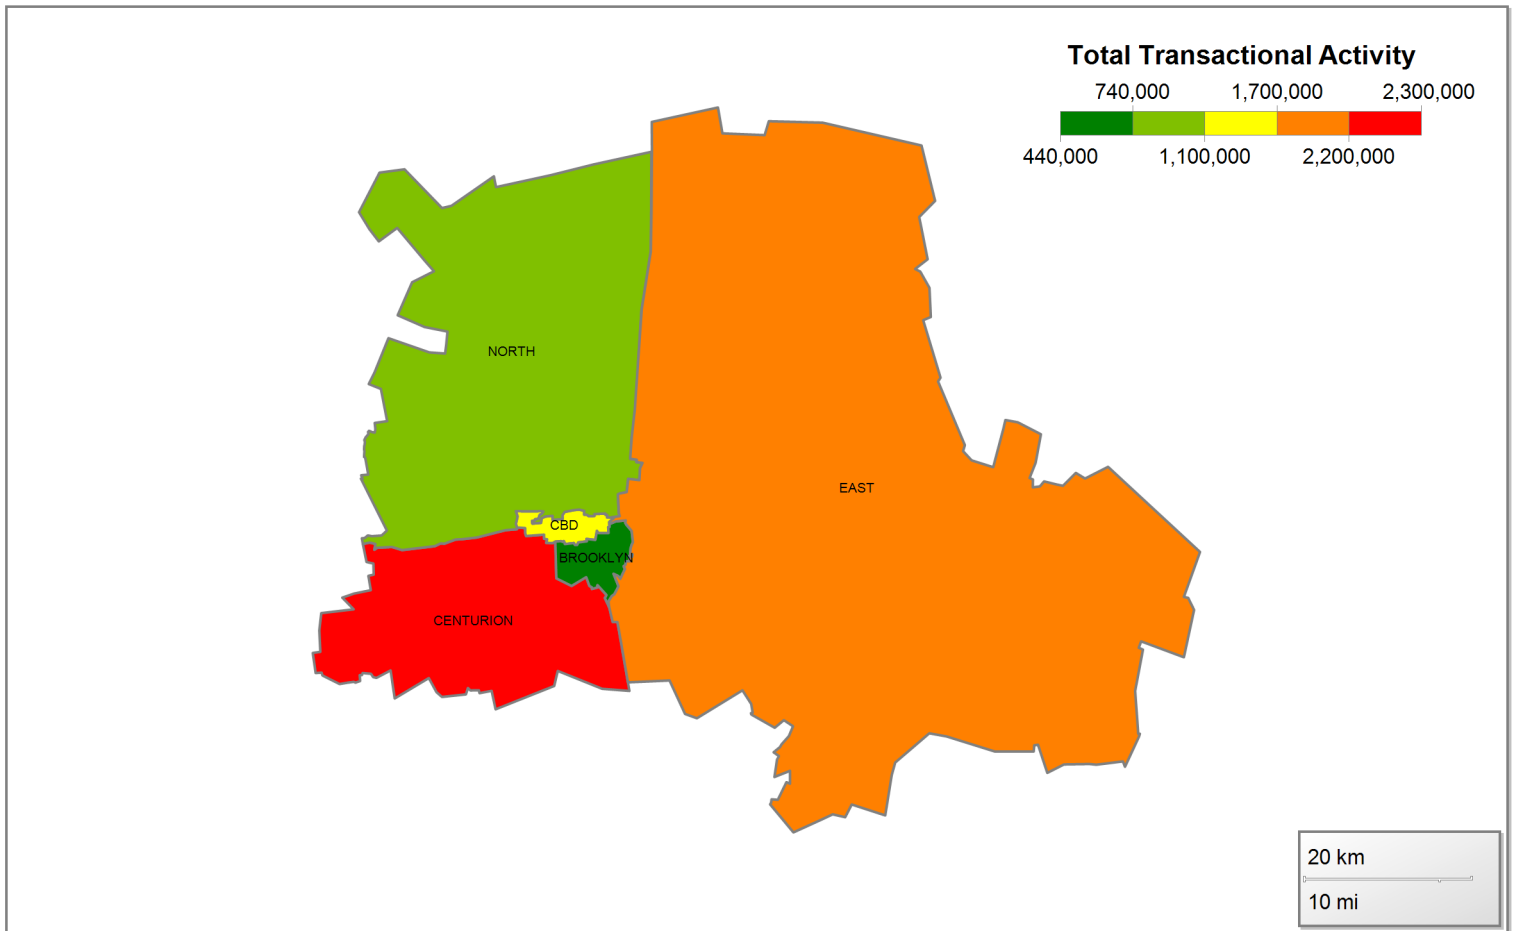 Total Transactional Activity
740,000 1,700,000 2,300,000
440,000 1,100,000 2,200,000
NORTH
EAST
CBD
BROOKLYN
CENTURION
20 km
10 mi